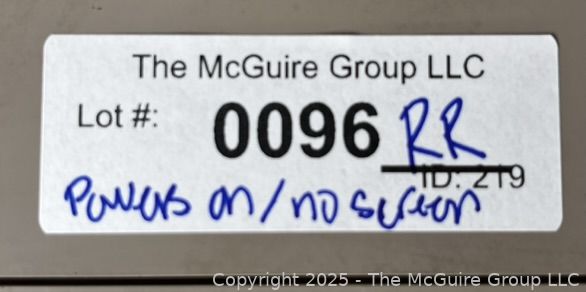 The McGuire Group LLC
Lot #: 0096 RR
ID: 219
Powers on / no screen
Copyright 2025 - The McGuire Group LLC